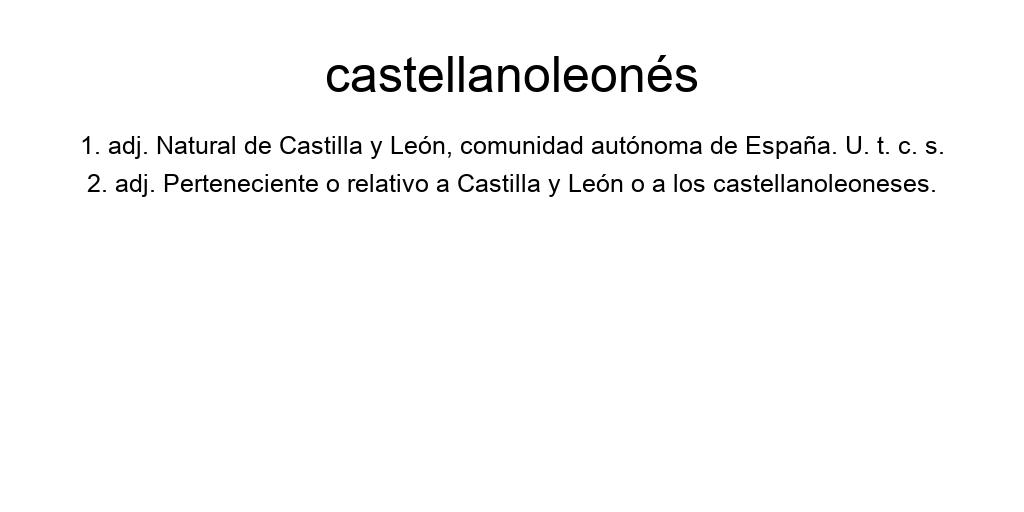 castellanoleonés
1. adj. Natural de Castilla y León, comunidad autónoma de España. U. t. c. s.
2. adj. Perteneciente o relativo a Castilla y León o a los castellanoleoneses.